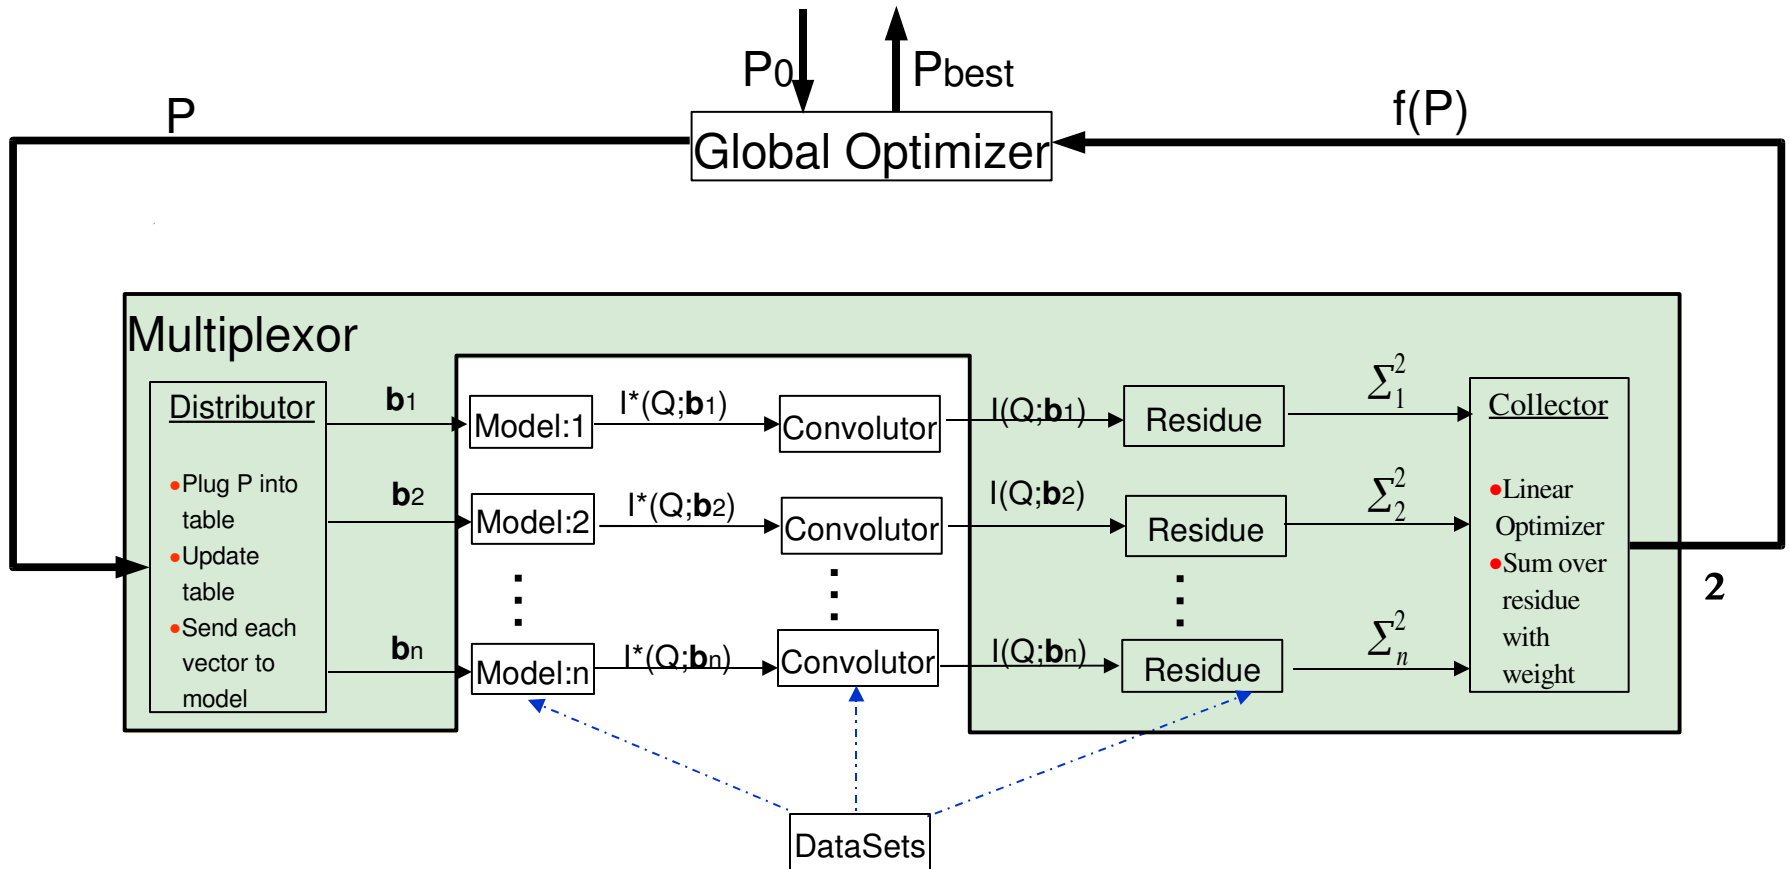 P0
Pbest
P
f(P)
Global Optimizer
Multiplexor
Distributor
•Plug P into
table
•Update
table
•Send each
vector to
model
b1
Model:1
I*(Q;b1)
Convolutor
I(Q;b1)
Residue
Σ²₁
b2
Model:2
I*(Q;b2)
Convolutor
I(Q;b2)
Residue
Σ²₂
bn
Model:n
I*(Q;bn)
Convolutor
I(Q;bn)
Residue
Σ²ₙ
Collector
•Linear
Optimizer
•Sum over
residue
with
weight
2
DataSets